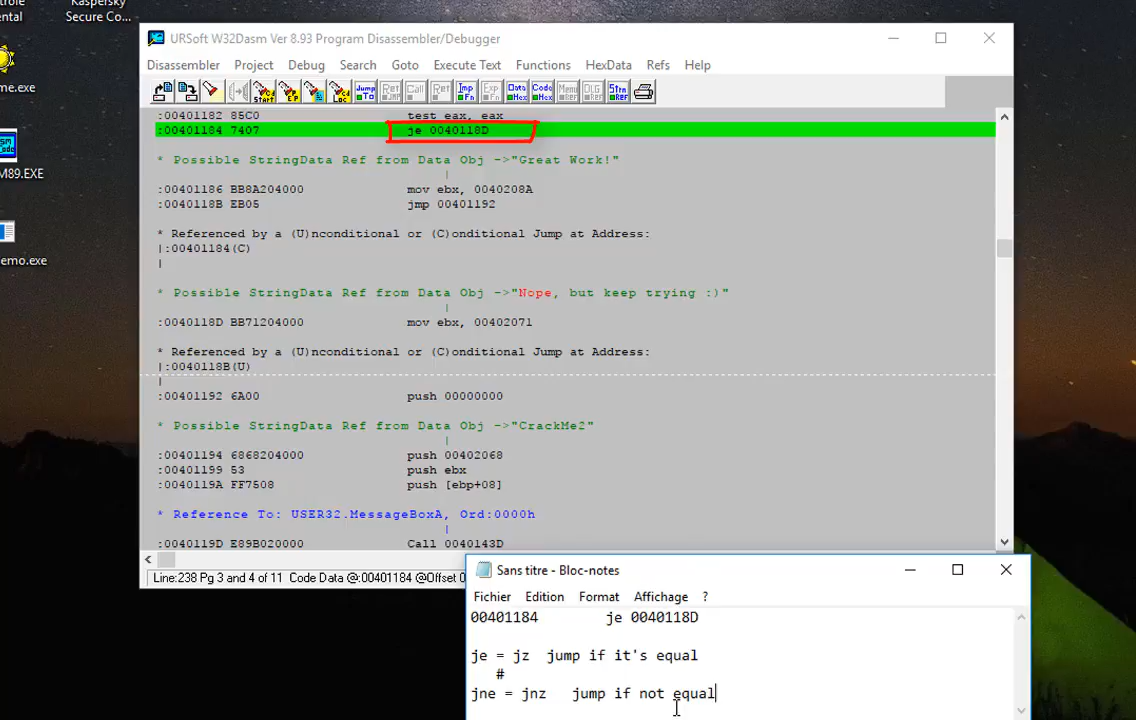 Kaspersky
ntal
Secure Co...
me.exe
M89.EXE
emo.exe
URSoft W32Dasm Ver 8.93 Program Disassembler/Debugger
Disassembler Project Debug Search Goto Execute Text Functions HexData Refs Help
:00401182 85C0 test eax, eax
:00401184 7407 je 0040118D
* Possible StringData Ref from Data Obj ->"Great Work!"
|
:00401186 BB8A204000 mov ebx, 0040208A
:0040118B EB05 jmp 00401192
* Referenced by a (U)nconditional or (C)onditional Jump at Address:
|:00401184(C)
|
* Possible StringData Ref from Data Obj ->"Nope, but keep trying :)"
|
:0040118D BB71204000 mov ebx, 00402071
* Referenced by a (U)nconditional or (C)onditional Jump at Address:
|:0040118B(U)
|
:00401192 6A00 push 00000000
* Possible StringData Ref from Data Obj ->"CrackMe2"
|
:00401194 6868204000 push 00402068
:00401199 53 push ebx
:0040119A FF7508 push [ebp+08]
* Reference To: USER32.MessageBoxA, Ord:0000h
|
:0040119D E89B020000 Call 0040143D
Line:238 Pg 3 and 4 of 11 Code Data @:00401184 @Offset 0
Sans titre - Bloc-notes
Fichier Edition Format Affichage ?
00401184 je 0040118D
je = jz jump if it's equal
#
jne = jnz jump if not equal